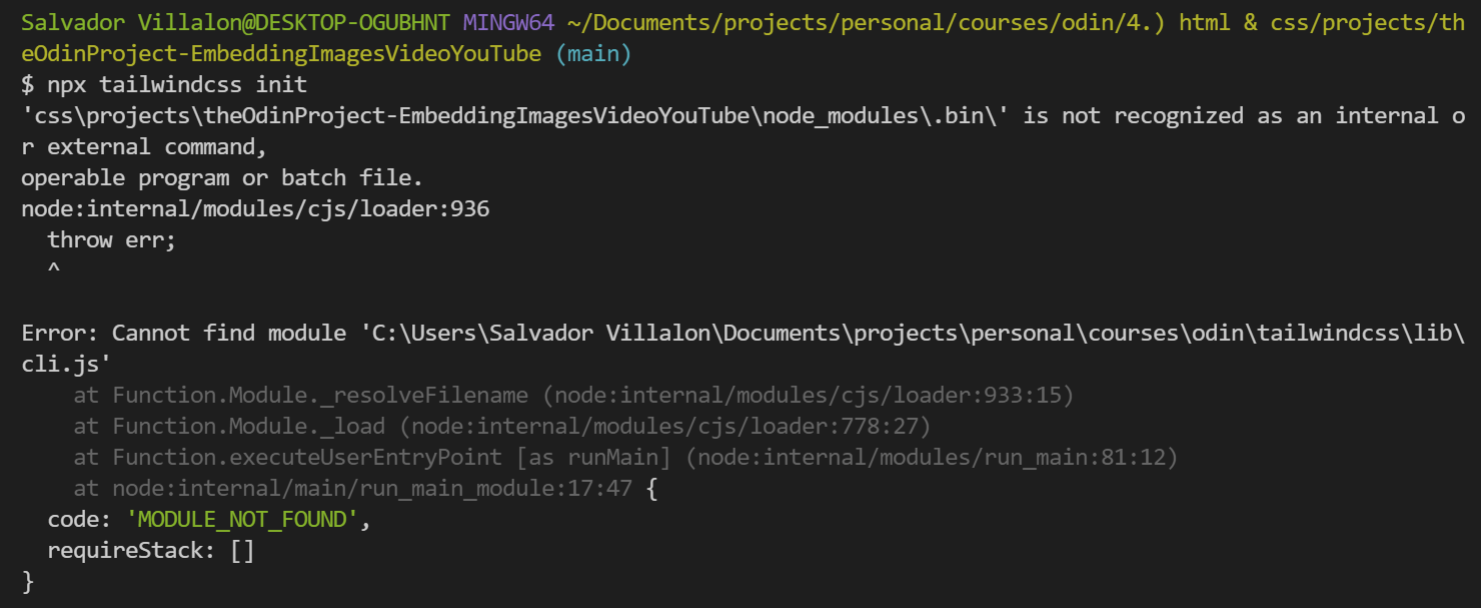 Salvador Villalon@DESKTOP-OGUBHNT MINGW64 ~/Documents/projects/personal/courses/odin/4.) html & css/projects/th
eOdinProject-EmbeddingImagesVideoYouTube (main)
$ npx tailwindcss init
'css\projects\theOdinProject-EmbeddingImagesVideoYouTube\node_modules\.bin\' is not recognized as an internal o
r external command,
operable program or batch file.
node:internal/modules/cjs/loader:936
  throw err;
  ^

Error: Cannot find module 'C:\Users\Salvador Villalon\Documents\projects\personal\courses\odin\tailwindcss\lib\
cli.js'
    at Function.Module._resolveFilename (node:internal/modules/cjs/loader:933:15)
    at Function.Module._load (node:internal/modules/cjs/loader:778:27)
    at Function.executeUserEntryPoint [as runMain] (node:internal/modules/run_main:81:12)
    at node:internal/main/run_main_module:17:47 {
  code: 'MODULE_NOT_FOUND',
  requireStack: []
}